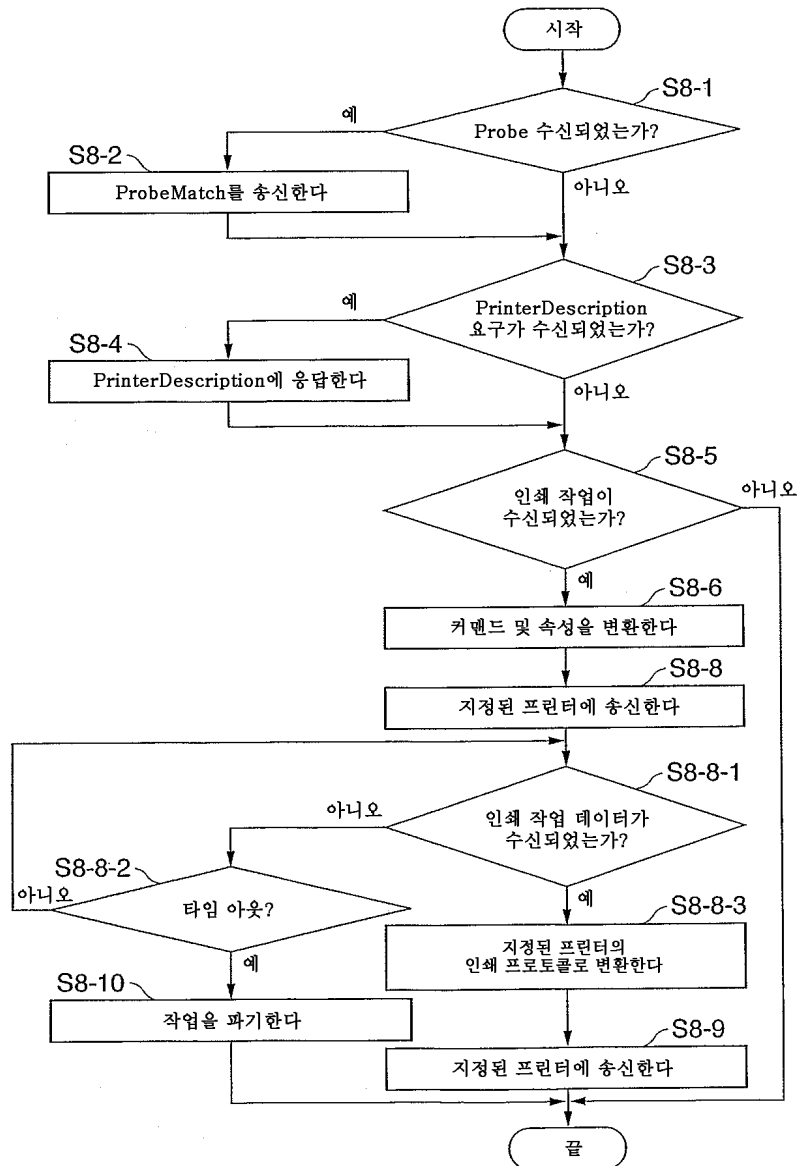 시작
S8-1
예
Probe 수신되었는가?
S8-2
ProbeMatch를 송신한다
아니오
S8-3
예
PrinterDescription
요구가 수신되었는가?
S8-4
PrinterDescription에 응답한다
아니오
S8-5
인쇄 작업이
수신되었는가?
아니오
예
S8-6
커맨드 및 속성을 변환한다
S8-8
지정된 프린터에 송신한다
S8-8-1
아니오
인쇄 작업 데이터가
수신되었는가?
S8-8-2
아니오
타임 아웃?
예
S8-8-3
지정된 프린터의
인쇄 프로토콜로 변환한다
예
S8-10
작업을 파기한다
S8-9
지정된 프린터에 송신한다
끝